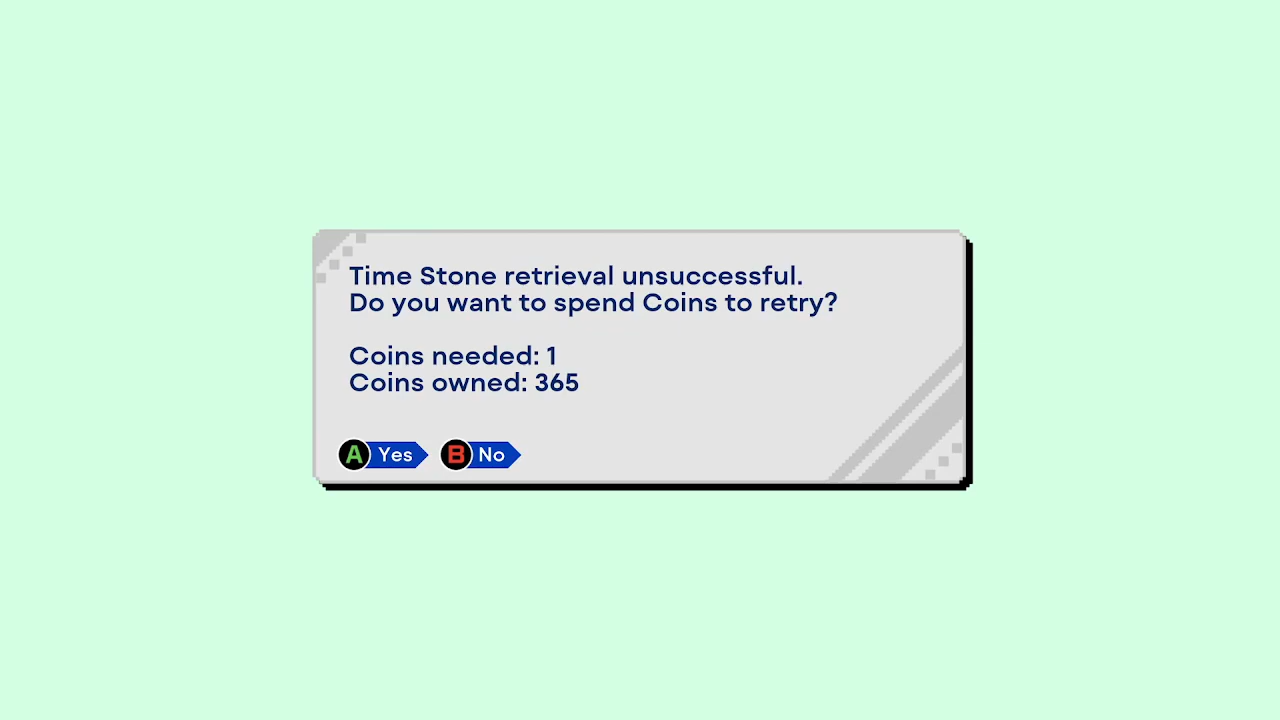 Time Stone retrieval unsuccessful.
Do you want to spend Coins to retry?
Coins needed: 1
Coins owned: 365
A Yes B No